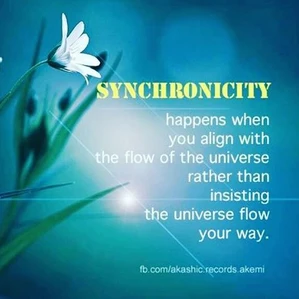 SYNCHRONICITY
happens when
you align with
the flow of the universe
rather than
insisting
the universe flow
your way.
fb.com/akashic.records.akemi